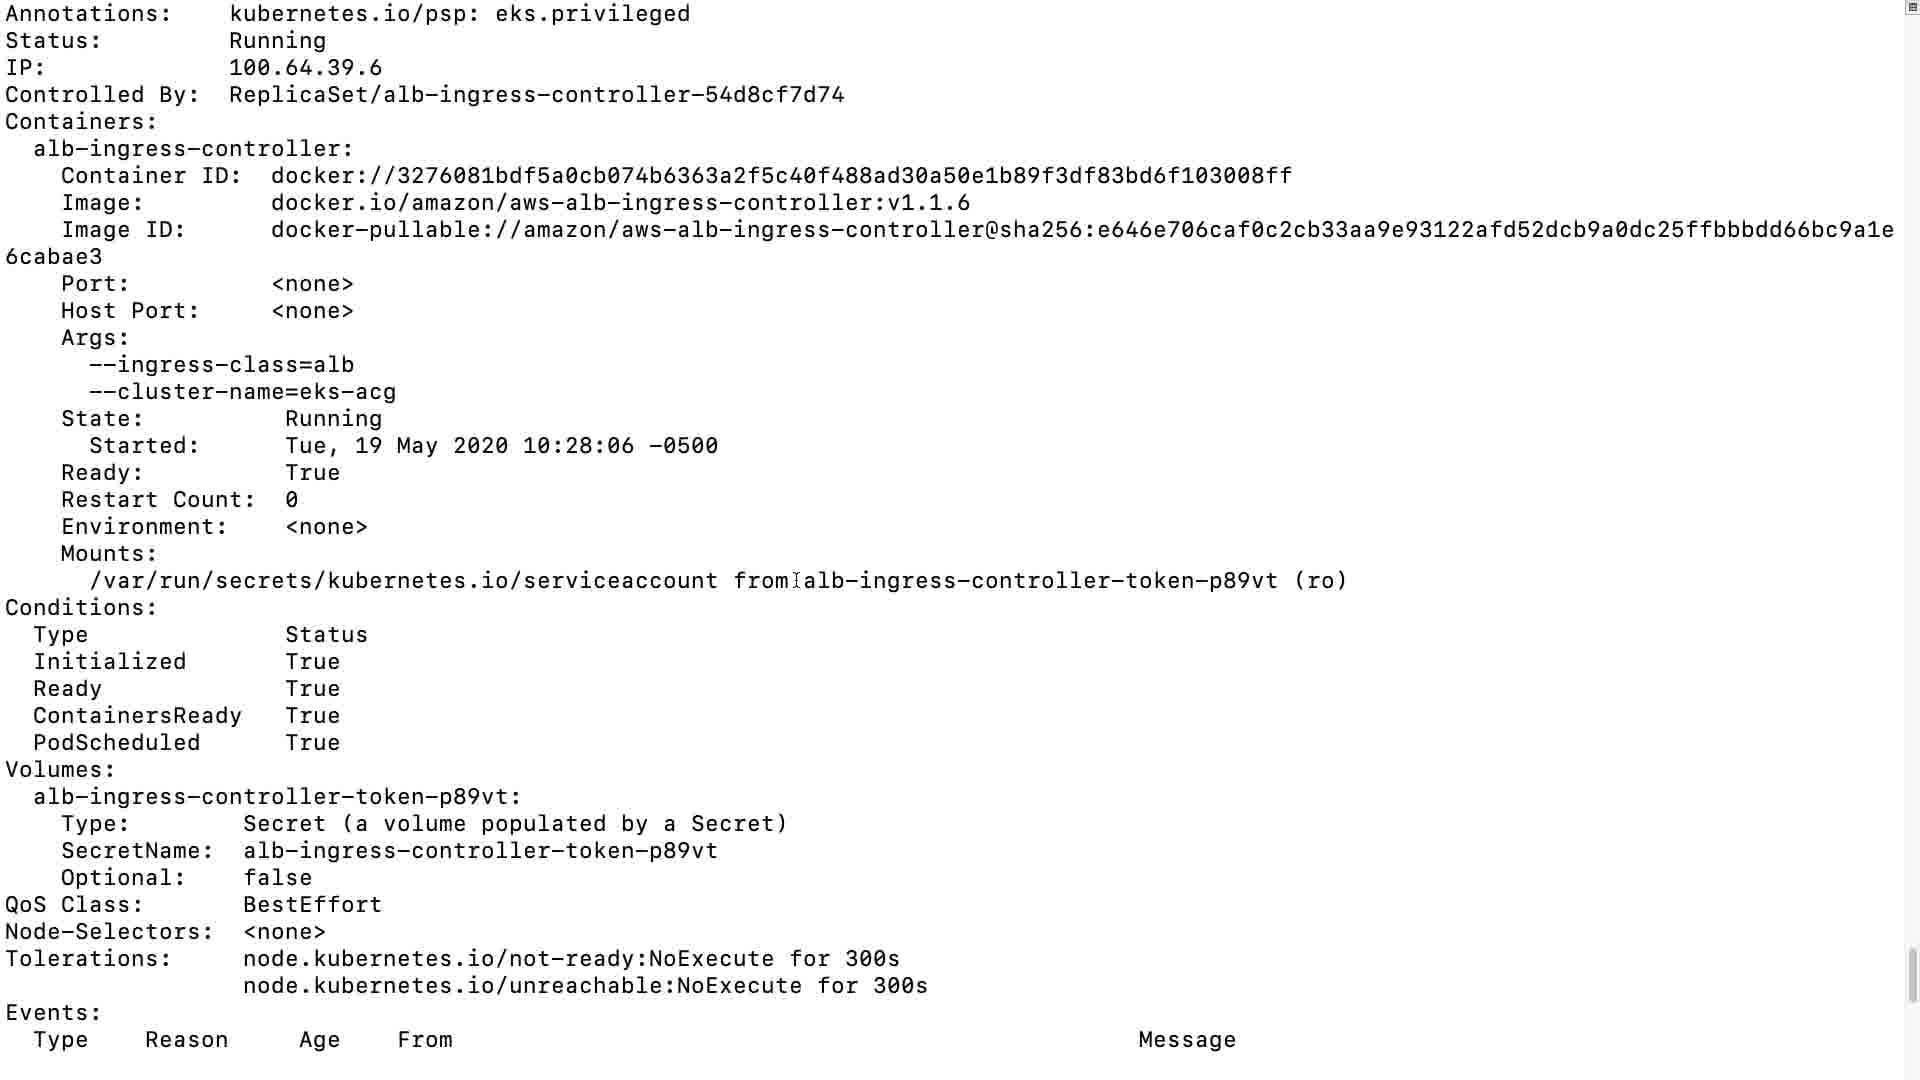 Annotations:    kubernetes.io/psp: eks.privileged
Status:         Running
IP:             100.64.39.6
Controlled By:  ReplicaSet/alb-ingress-controller-54d8cf7d74
Containers:
  alb-ingress-controller:
    Container ID:  docker://3276081bdf5a0cb074b6363a2f5c40f488ad30a50e1b89f3df83bd6f103008ff
    Image:         docker.io/amazon/aws-alb-ingress-controller:v1.1.6
    Image ID:      docker-pullable://amazon/aws-alb-ingress-controller@sha256:e646e706caf0c2cb33aa9e93122afd52dcb9a0dc25ffbbbdd66bc9a1e
6cabae3
    Port:          <none>
    Host Port:     <none>
    Args:
      --ingress-class=alb
      --cluster-name=eks-acg
    State:          Running
      Started:      Tue, 19 May 2020 10:28:06 -0500
    Ready:          True
    Restart Count:  0
    Environment:    <none>
    Mounts:
      /var/run/secrets/kubernetes.io/serviceaccount from alb-ingress-controller-token-p89vt (ro)
Conditions:
  Type              Status
  Initialized       True
  Ready             True
  ContainersReady   True
  PodScheduled      True
Volumes:
  alb-ingress-controller-token-p89vt:
    Type:        Secret (a volume populated by a Secret)
    SecretName:  alb-ingress-controller-token-p89vt
    Optional:    false
QoS Class:       BestEffort
Node-Selectors:  <none>
Tolerations:     node.kubernetes.io/not-ready:NoExecute for 300s
                 node.kubernetes.io/unreachable:NoExecute for 300s
Events:
  Type    Reason     Age    From                                                 Message